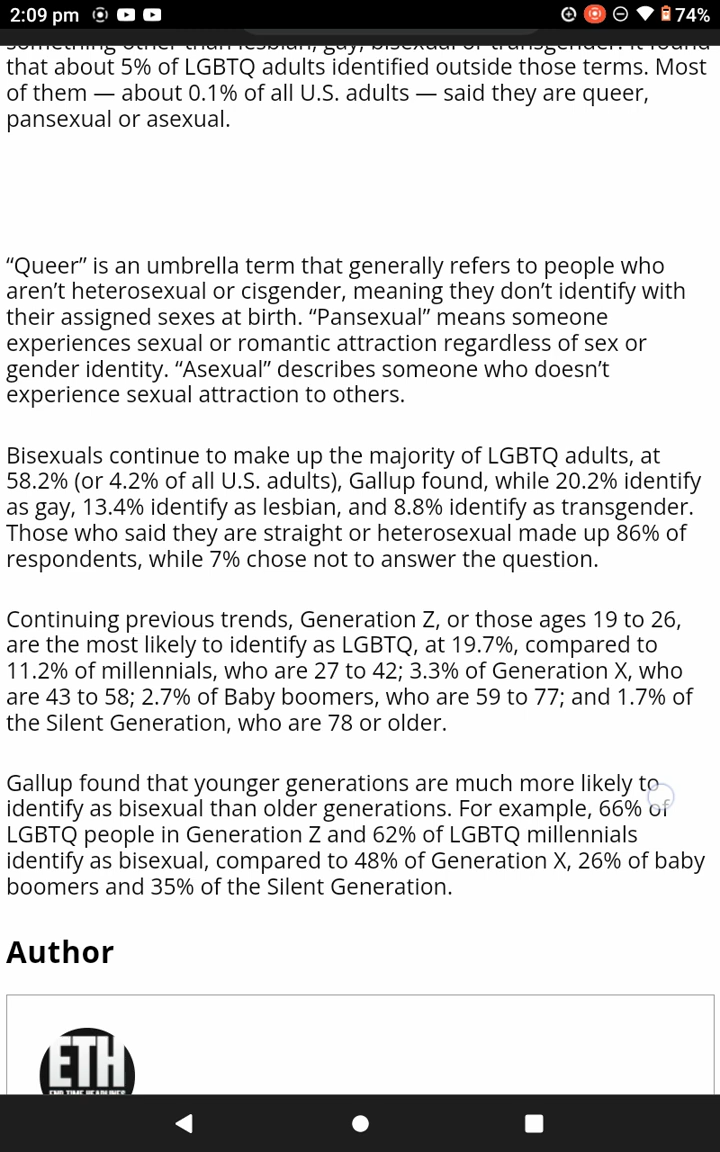 2:09 pm
74%
something other than lesbian, gay, bisexual or transgender. It found
that about 5% of LGBTQ adults identified outside those terms. Most
of them — about 0.1% of all U.S. adults — said they are queer,
pansexual or asexual.
“Queer” is an umbrella term that generally refers to people who
aren’t heterosexual or cisgender, meaning they don’t identify with
their assigned sexes at birth. “Pansexual” means someone
experiences sexual or romantic attraction regardless of sex or
gender identity. “Asexual” describes someone who doesn’t
experience sexual attraction to others.
Bisexuals continue to make up the majority of LGBTQ adults, at
58.2% (or 4.2% of all U.S. adults), Gallup found, while 20.2% identify
as gay, 13.4% identify as lesbian, and 8.8% identify as transgender.
Those who said they are straight or heterosexual made up 86% of
respondents, while 7% chose not to answer the question.
Continuing previous trends, Generation Z, or those ages 19 to 26,
are the most likely to identify as LGBTQ, at 19.7%, compared to
11.2% of millennials, who are 27 to 42; 3.3% of Generation X, who
are 43 to 58; 2.7% of Baby boomers, who are 59 to 77; and 1.7% of
the Silent Generation, who are 78 or older.
Gallup found that younger generations are much more likely to
identify as bisexual than older generations. For example, 66% of
LGBTQ people in Generation Z and 62% of LGBTQ millennials
identify as bisexual, compared to 48% of Generation X, 26% of baby
boomers and 35% of the Silent Generation.
Author
ETH
END TIME HEADLINES